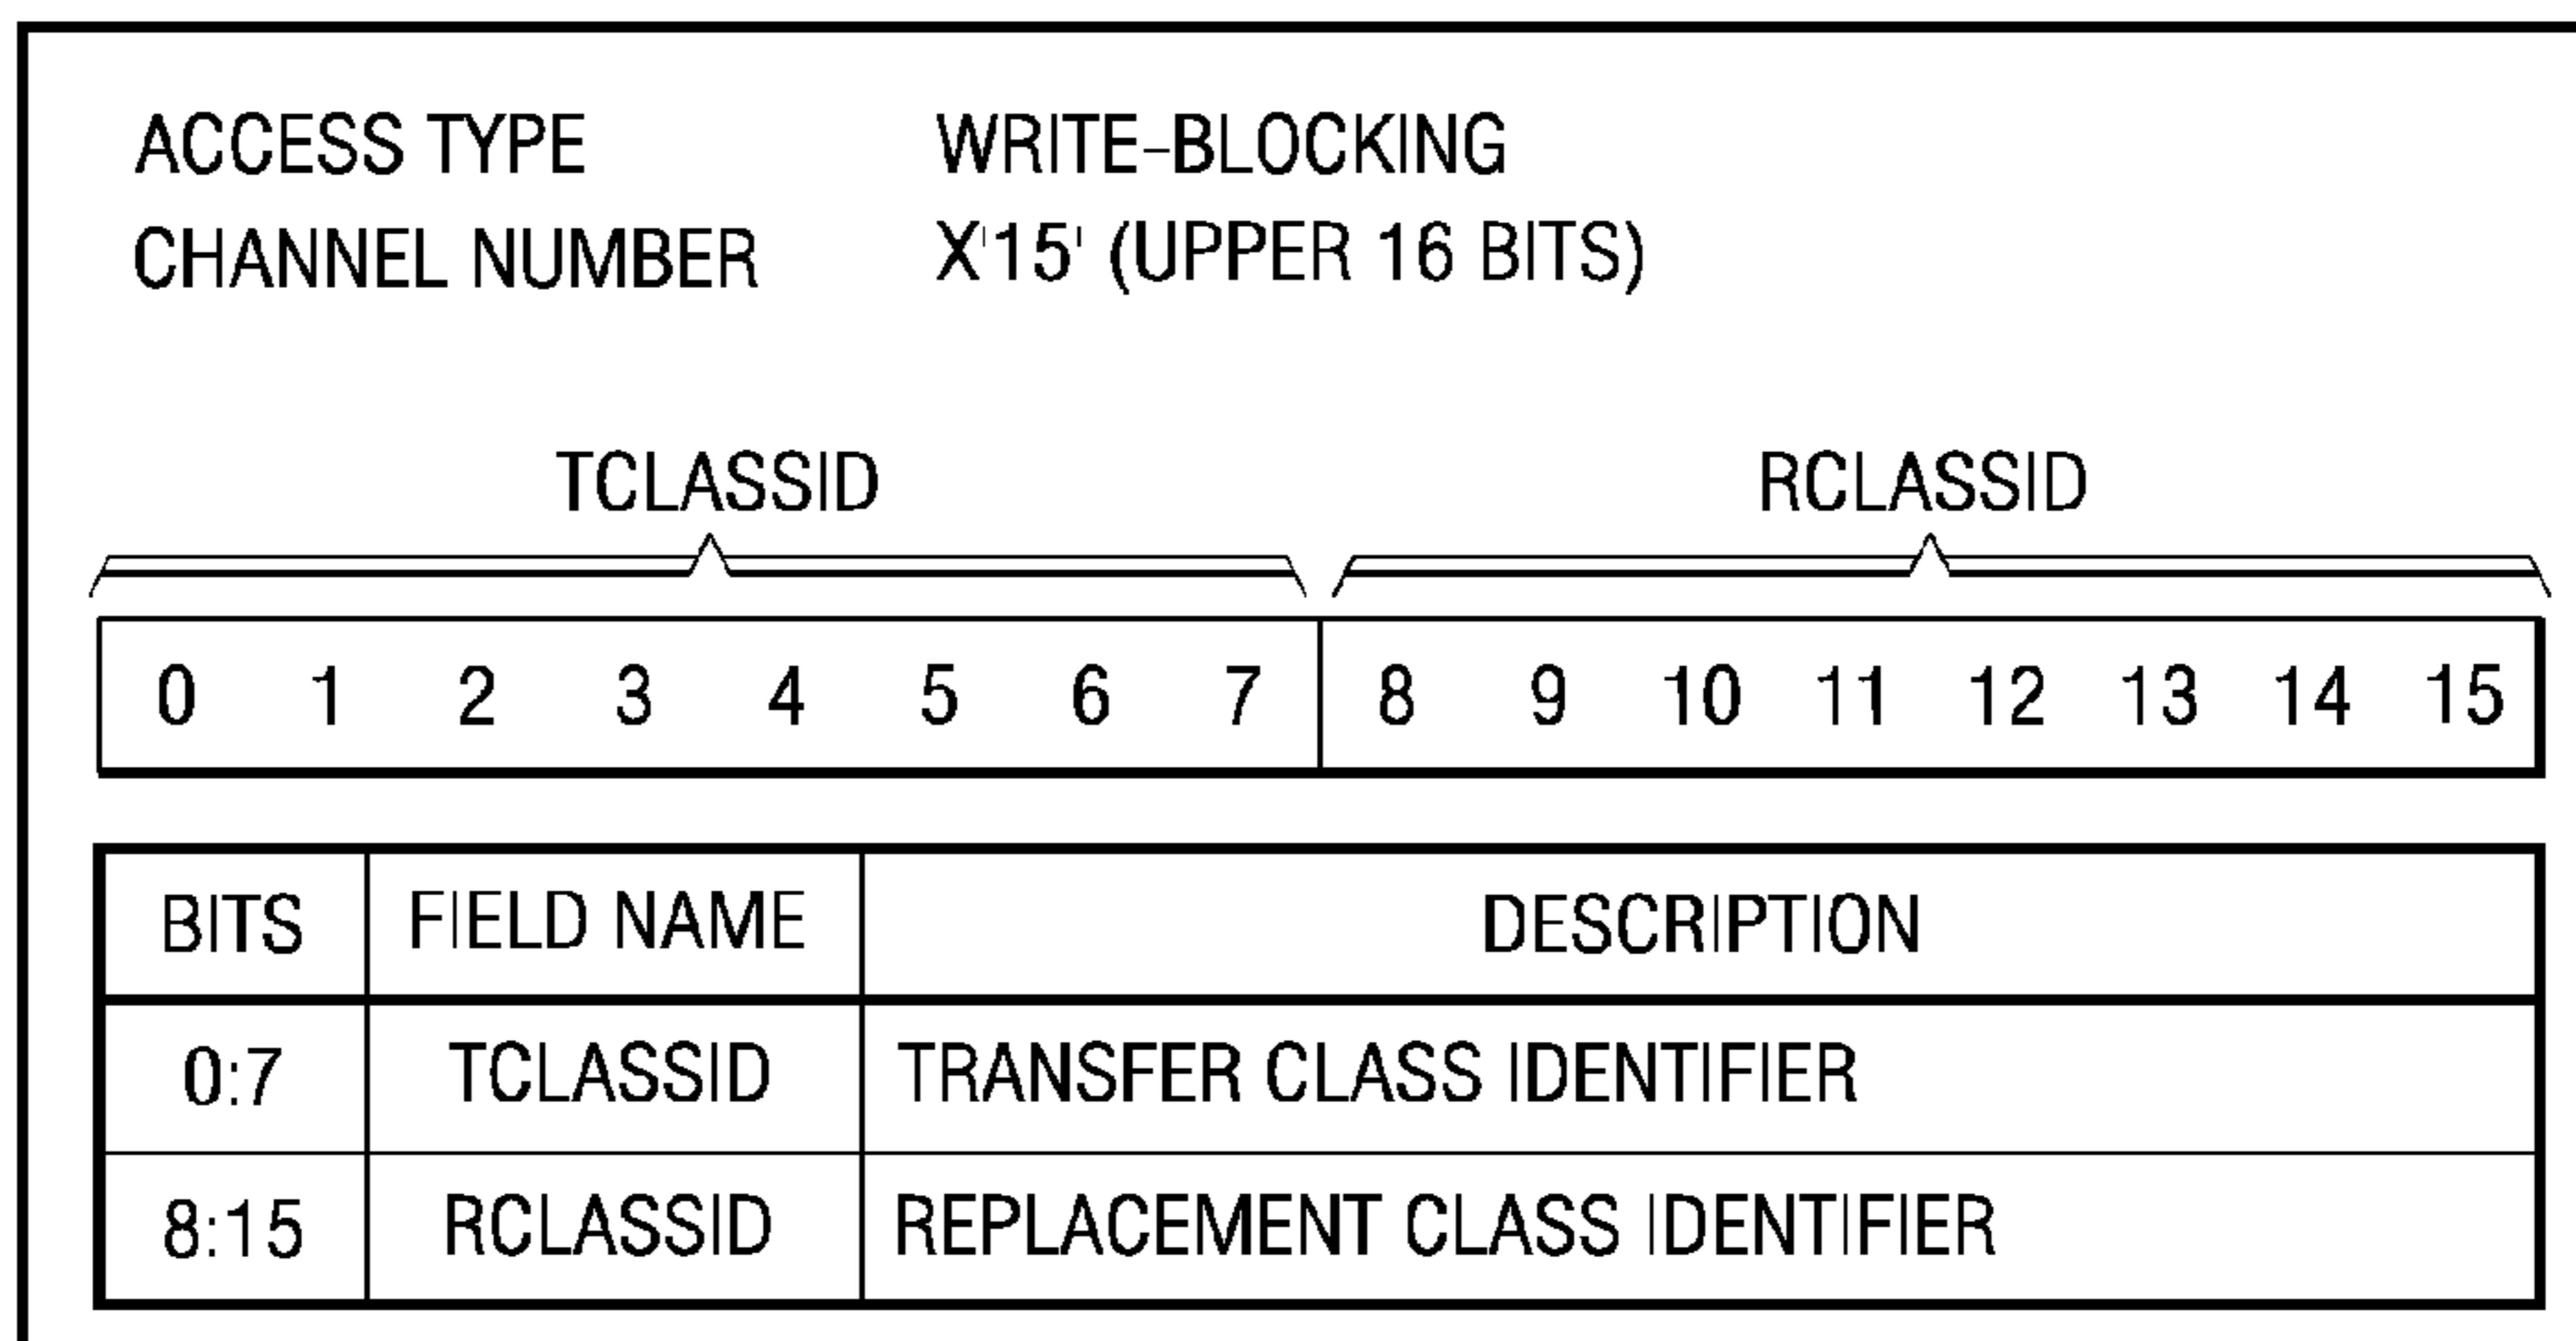 ACCESS TYPE WRITE-BLOCKING
CHANNEL NUMBER X'15' (UPPER 16 BITS)
TCLASSID RCLASSID
0 1 2 3 4 5 6 7 8 9 10 11 12 13 14 15
BITS FIELD NAME DESCRIPTION
0:7 TCLASSID TRANSFER CLASS IDENTIFIER
8:15 RCLASSID REPLACEMENT CLASS IDENTIFIER